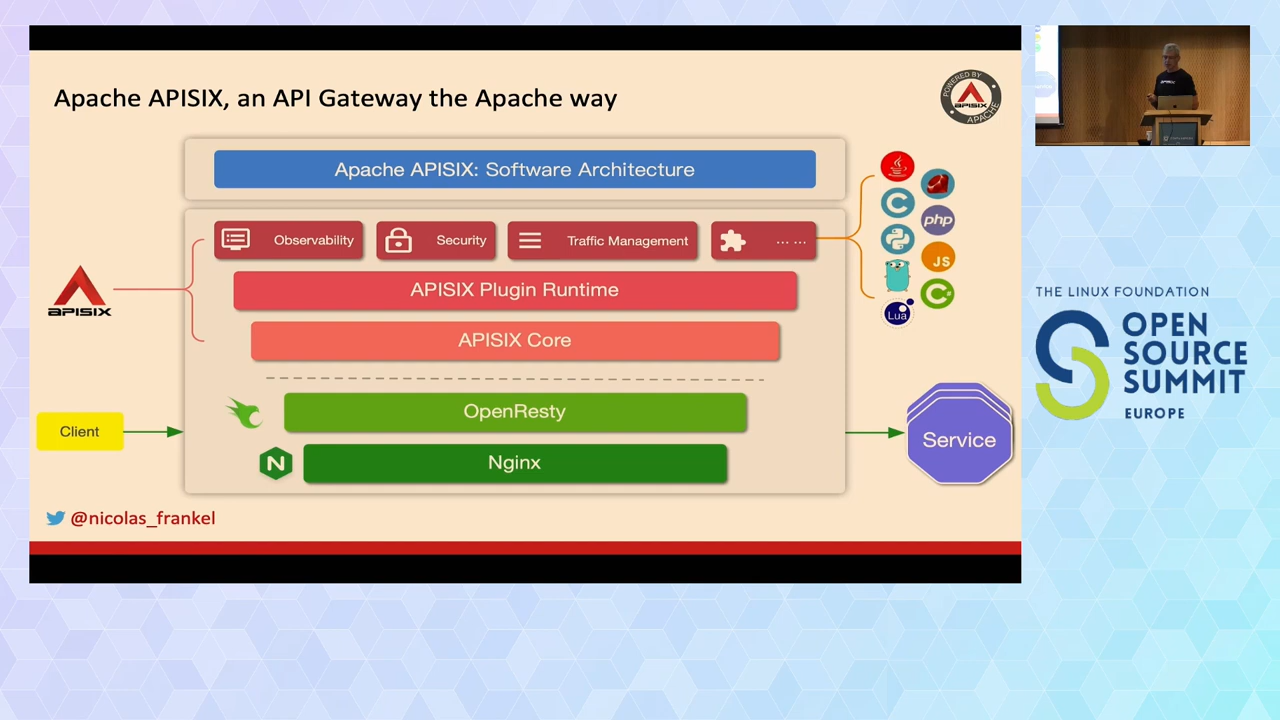 Apache APISIX, an API Gateway the Apache way
POWERED BY
APISIX
APACHE
Apache APISIX: Software Architecture
Observability
Security
Traffic Management
... ...
APISIX Plugin Runtime
APISIX Core
OpenResty
Nginx
APISIX
Client
Service
C
php
JS
C#
Lua
N
@nicolas_frankel
THE LINUX FOUNDATION
OPEN
SOURCE
SUMMIT
EUROPE